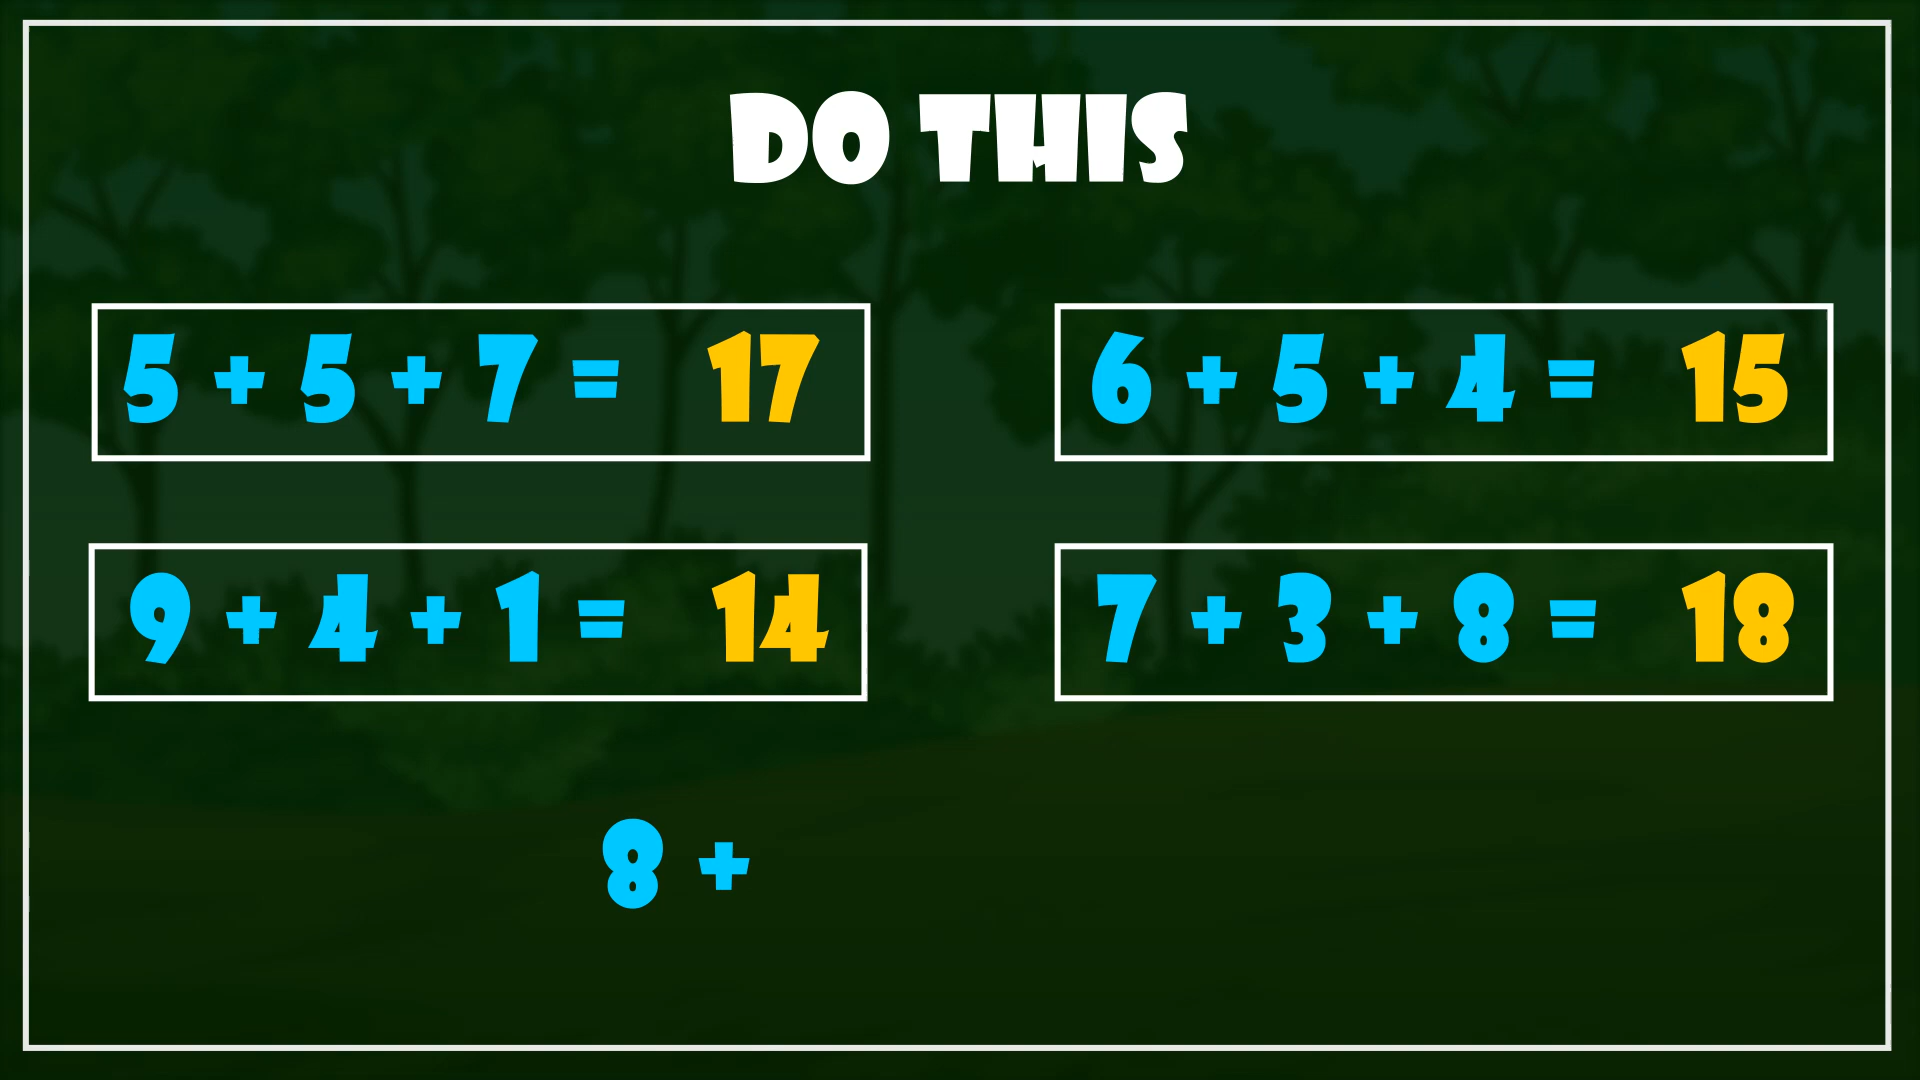 DO THIS
5 + 5 + 7 = 17
6 + 5 + 4 = 15
9 + 4 + 1 = 14
7 + 3 + 8 = 18
8 +